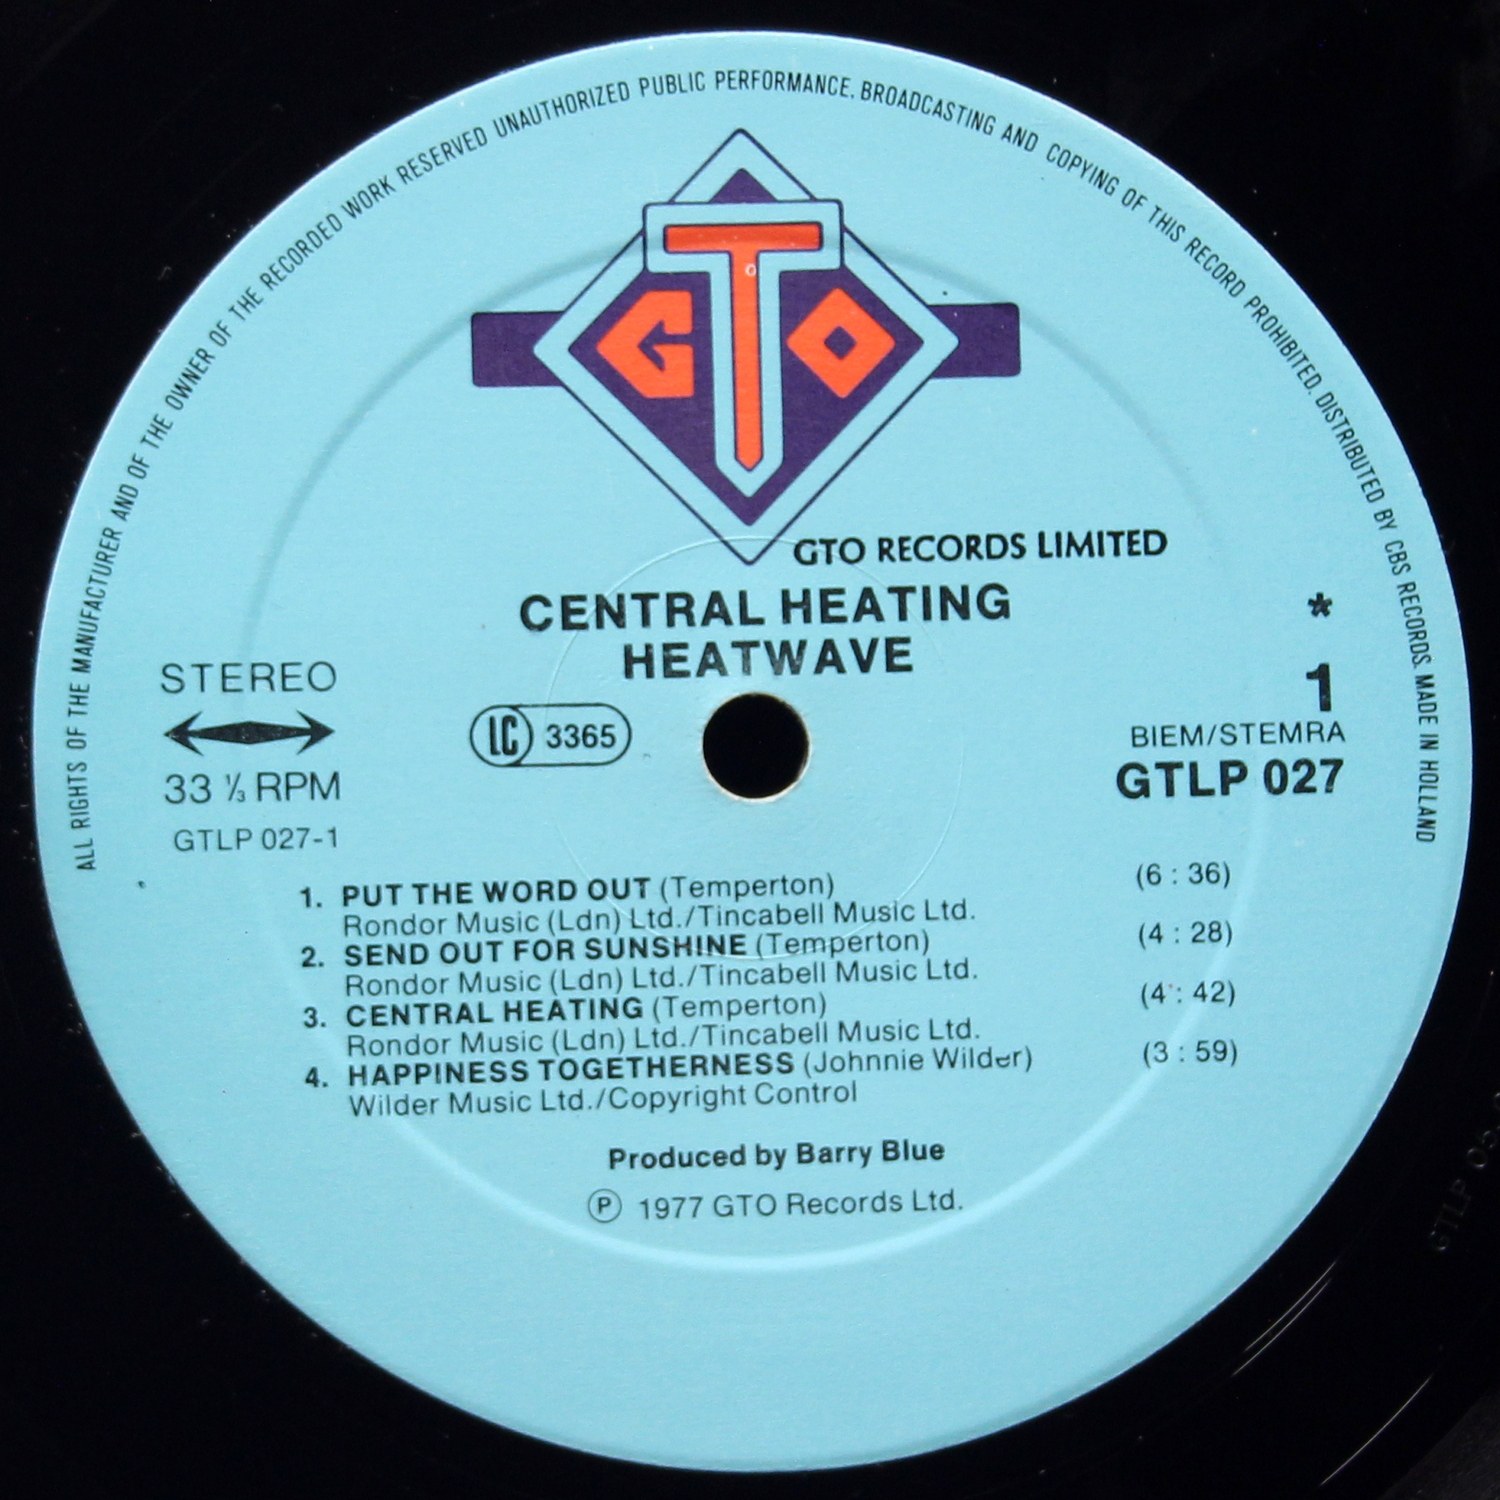 ALL RIGHTS OF THE MANUFACTURER AND OF THE OWNER OF THE RECORDED WORK RESERVED UNAUTHORIZED PUBLIC PERFORMANCE. BROADCASTING AND COPYING OF THIS RECORD PROHIBITED. DISTRIBUTED BY CBS RECORDS. MADE IN HOLLAND
GTO
GTO RECORDS LIMITED
CENTRAL HEATING
HEATWAVE
STEREO
33 ⅓ RPM
GTLP 027-1
LC 3365
*
1
BIEM/STEMRA
GTLP 027
1. PUT THE WORD OUT (Temperton) (6 : 36)
Rondor Music (Ldn) Ltd./Tincabell Music Ltd.
2. SEND OUT FOR SUNSHINE (Temperton) (4 : 28)
Rondor Music (Ldn) Ltd./Tincabell Music Ltd.
3. CENTRAL HEATING (Temperton) (4 : 42)
Rondor Music (Ldn) Ltd./Tincabell Music Ltd.
4. HAPPINESS TOGETHERNESS (Johnnie Wilder) (3 : 59)
Wilder Music Ltd./Copyright Control
Produced by Barry Blue
Ⓟ 1977 GTO Records Ltd.